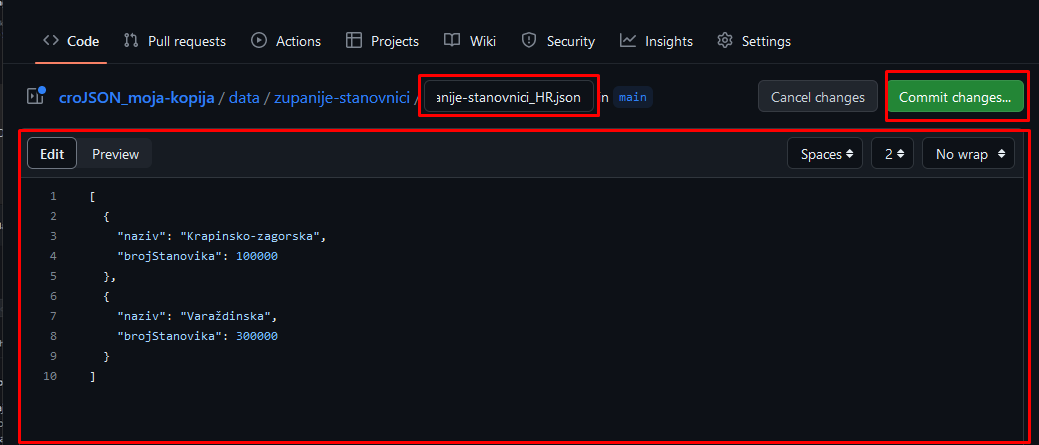 Code Pull requests Actions Projects Wiki Security Insights Settings
croJSON_moja-kopija / data / zupanije-stanovnici / anije-stanovnici_HR.json in main Cancel changes Commit changes...
Edit Preview Spaces 2 No wrap
1 [
2 {
3 "naziv": "Krapinsko-zagorska",
4 "brojStanovika": 100000
5 },
6 {
7 "naziv": "Varaždinska",
8 "brojStanovika": 300000
9 }
10 ]